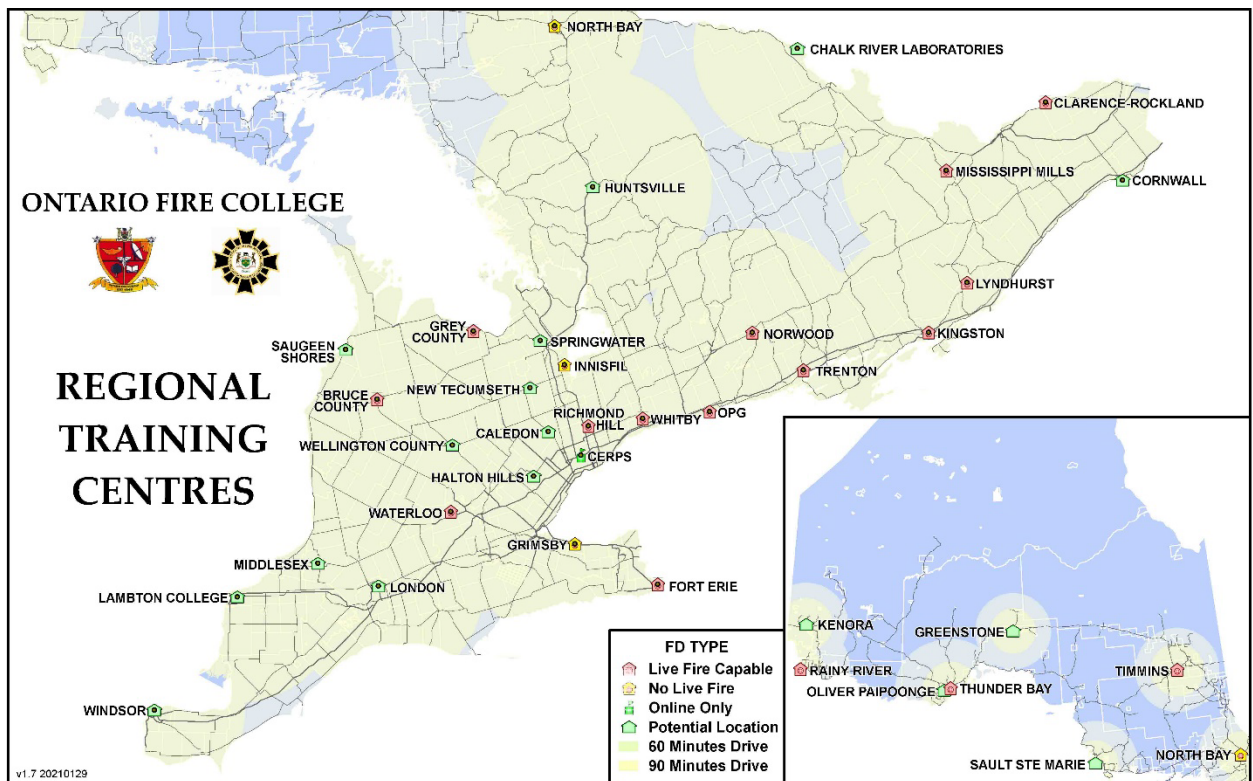 NORTH BAY
CHALK RIVER LABORATORIES
CLARENCE-ROCKLAND
MISSISSIPPI MILLS
CORNWALL
HUNTSVILLE
ONTARIO FIRE COLLEGE
LYNDHURST
GREY
COUNTY
SPRINGWATER
NORWOOD
KINGSTON
SAUGEEN
SHORES
INNISFIL
TRENTON
REGIONAL
TRAINING
CENTRES
NEW TECUMSETH
BRUCE
COUNTY
RICHMOND
HILL
WHITBY
OPG
CALEDON
WELLINGTON COUNTY
CERPS
HALTON HILLS
WATERLOO
GRIMSBY
MIDDLESEX
LONDON
FORT ERIE
LAMBTON COLLEGE
WINDSOR
FD TYPE
Live Fire Capable
No Live Fire
Online Only
Potential Location
60 Minutes Drive
90 Minutes Drive
KENORA
GREENSTONE
RAINY RIVER
TIMMINS
OLIVER PAIPOONGE
THUNDER BAY
NORTH BAY
SAULT STE MARIE
v1.7 20210129